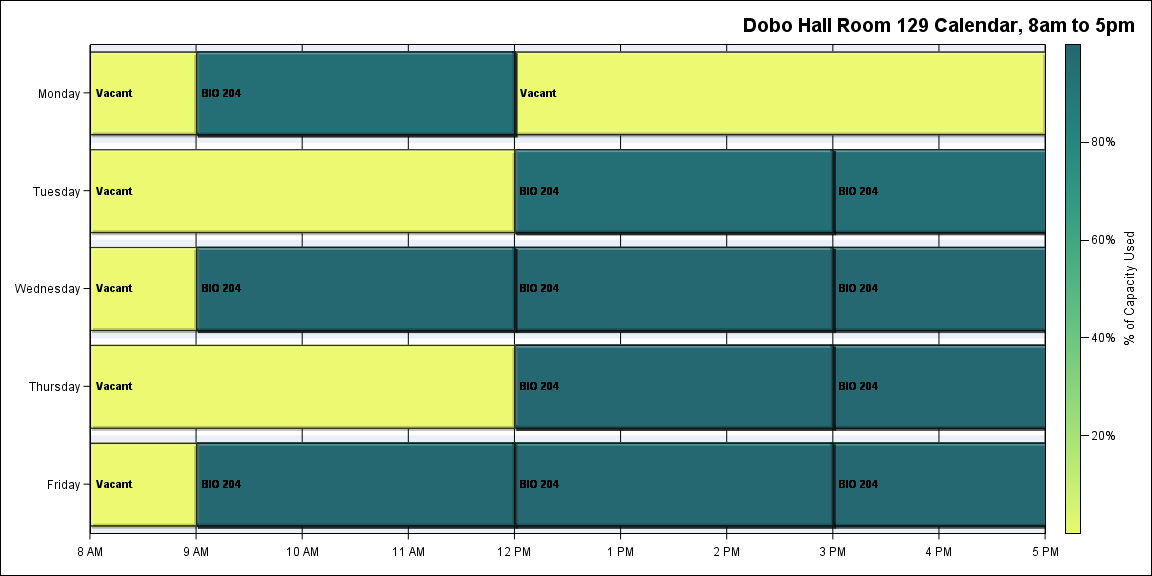 Dobo Hall Room 129 Calendar, 8am to 5pm
Monday Vacant BIO 204 Vacant
Tuesday Vacant BIO 204 BIO 204
Wednesday Vacant BIO 204 BIO 204 BIO 204
Thursday Vacant BIO 204 BIO 204
Friday Vacant BIO 204 BIO 204 BIO 204
8 AM 9 AM 10 AM 11 AM 12 PM 1 PM 2 PM 3 PM 4 PM 5 PM
80%
60%
40%
20%
% of Capacity Used